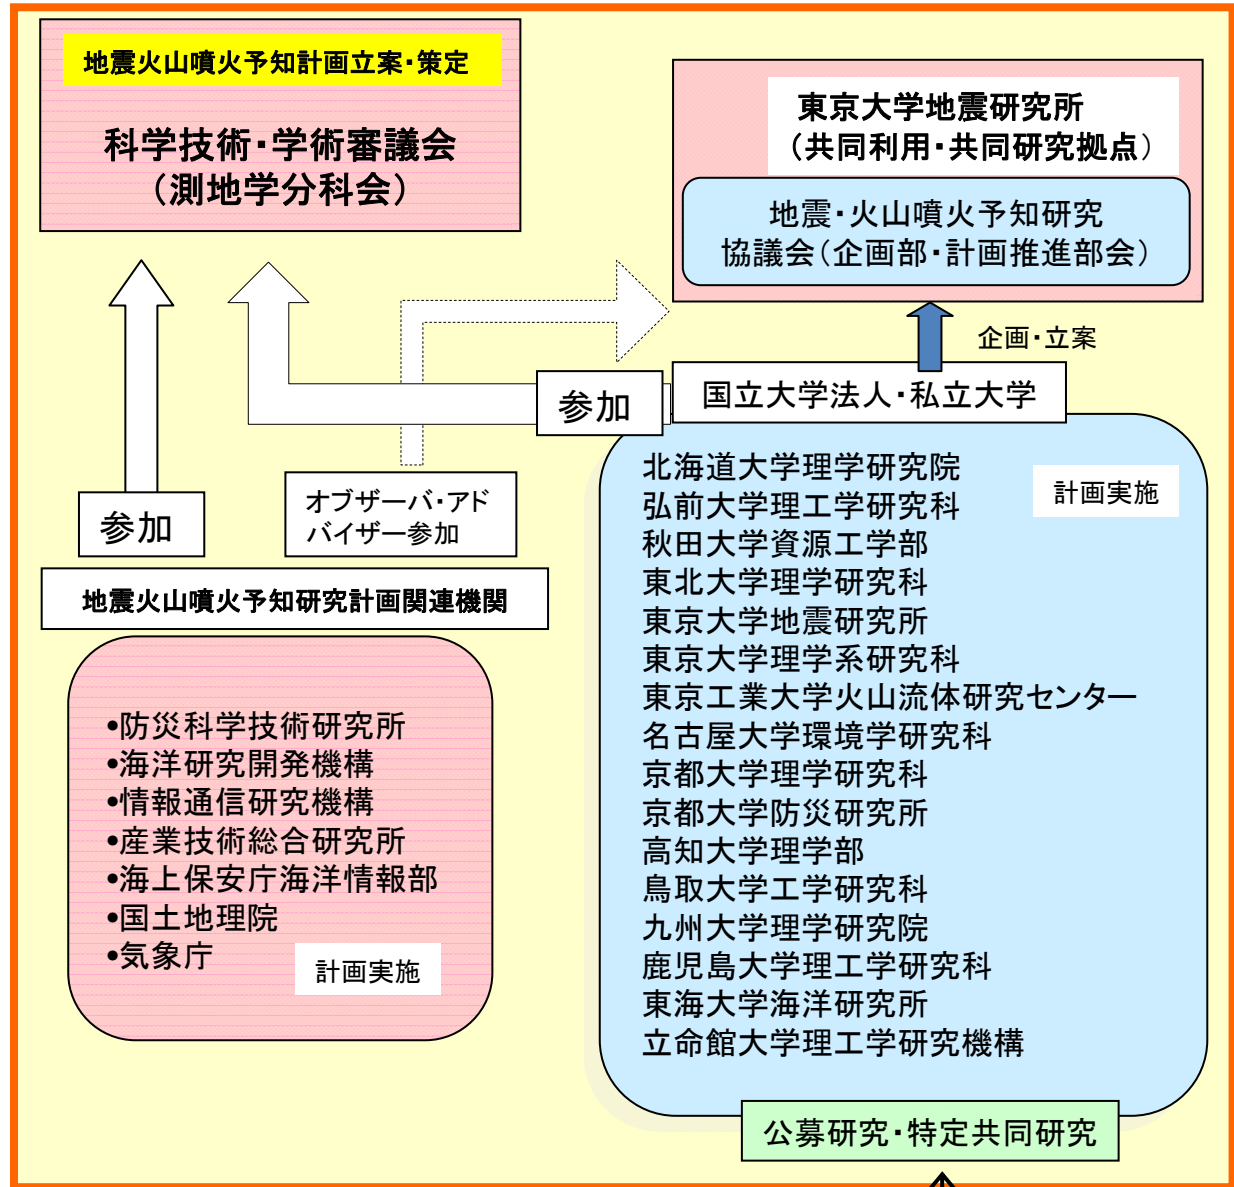 地震火山噴火予知計画立案・策定
科学技術・学術審議会
（測地学分科会）
東京大学地震研究所
（共同利用・共同研究拠点）
地震・火山噴火予知研究
協議会（企画部・計画推進部会）
企画・立案
国立大学法人・私立大学
参加
北海道大学理学研究院
弘前大学理工学研究科
秋田大学資源工学部
東北大学理学研究科
東京大学地震研究所
東京大学理学系研究科
東京工業大学火山流体研究センター
名古屋大学環境学研究科
京都大学理学研究科
京都大学防災研究所
高知大学理学部
鳥取大学工学研究科
九州大学理学研究院
鹿児島大学理工学研究科
東海大学海洋研究所
立命館大学理工学研究機構
計画実施
公募研究・特定共同研究
参加
オブザーバ・アド
バイザー参加
地震火山噴火予知研究計画関連機関
•防災科学技術研究所
•海洋研究開発機構
•情報通信研究機構
•産業技術総合研究所
•海上保安庁海洋情報部
•国土地理院
•気象庁
計画実施